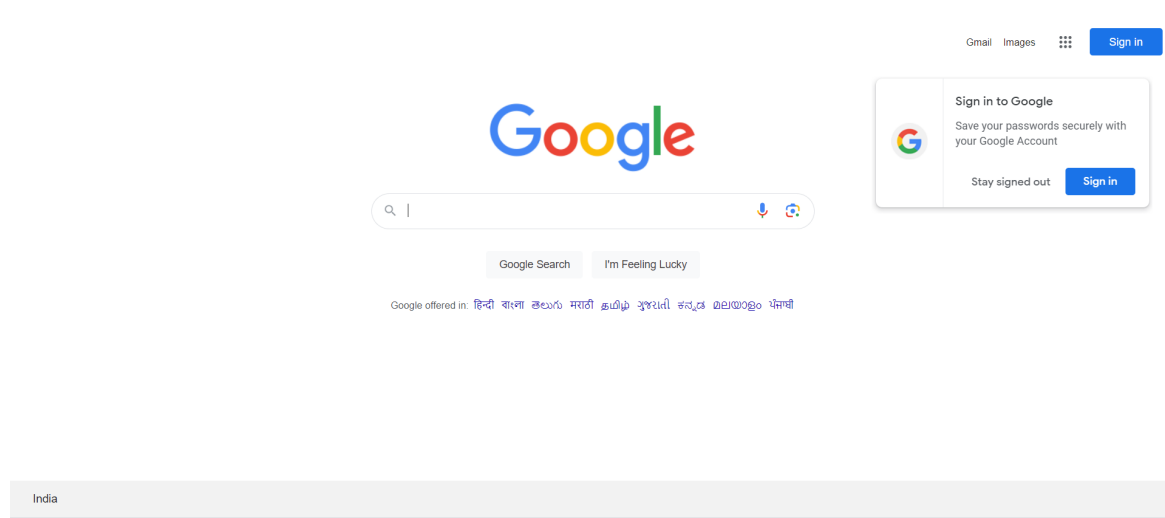 Gmail Images Sign in
Sign in to Google
Save your passwords securely with
your Google Account
Stay signed out Sign in
Google
Google Search I'm Feeling Lucky
Google offered in: हिन्दी বাংলা తెలుగు मराठी தமிழ் ગુજરાતી ಕನ್ನಡ മലയാളം ਪੰਜਾਬੀ
India